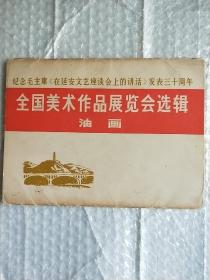 纪念毛主席《在延安文艺座谈会上的讲话》发表三十周年
全国美术作品展览会选辑
油画